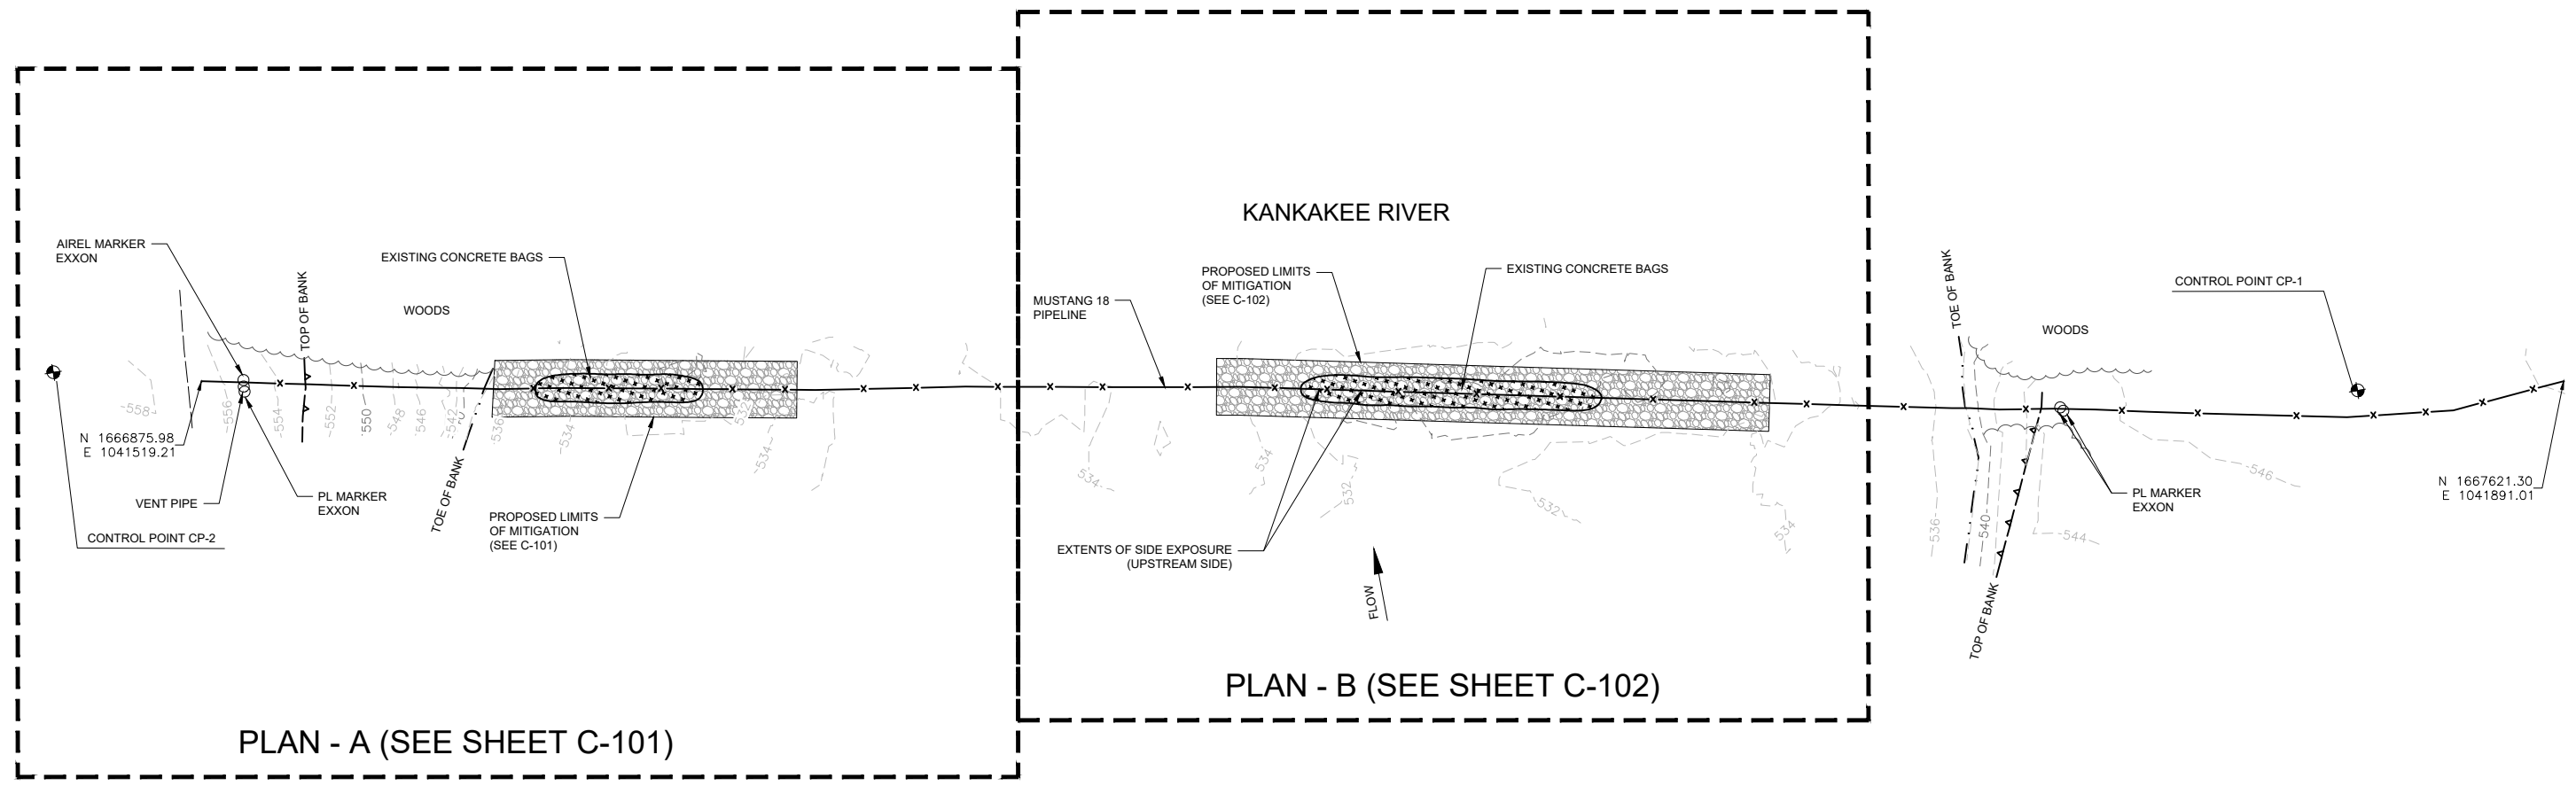 KANKAKEE RIVER
AIREL MARKER
EXXON
EXISTING CONCRETE BAGS
TOP OF BANK
WOODS
N 1666875.98
E 1041519.21
-558-
-556
-554
-552
-550
-548
-546
-542
536
-534-
532
-534-
VENT PIPE
PL MARKER
EXXON
CONTROL POINT CP-2
TOE OF BANK
PROPOSED LIMITS
OF MITIGATION
(SEE C-101)
PLAN - A (SEE SHEET C-101)
MUSTANG 18
PIPELINE
PROPOSED LIMITS
OF MITIGATION
(SEE C-102)
EXISTING CONCRETE BAGS
534-
534
532-
-532-
534
EXTENTS OF SIDE EXPOSURE
(UPSTREAM SIDE)
FLOW
PLAN - B (SEE SHEET C-102)
TOE OF BANK
WOODS
CONTROL POINT CP-1
-536-
-540-
-544-
-546-
PL MARKER
EXXON
TOP OF BANK
N 1667621.30
E 1041891.01